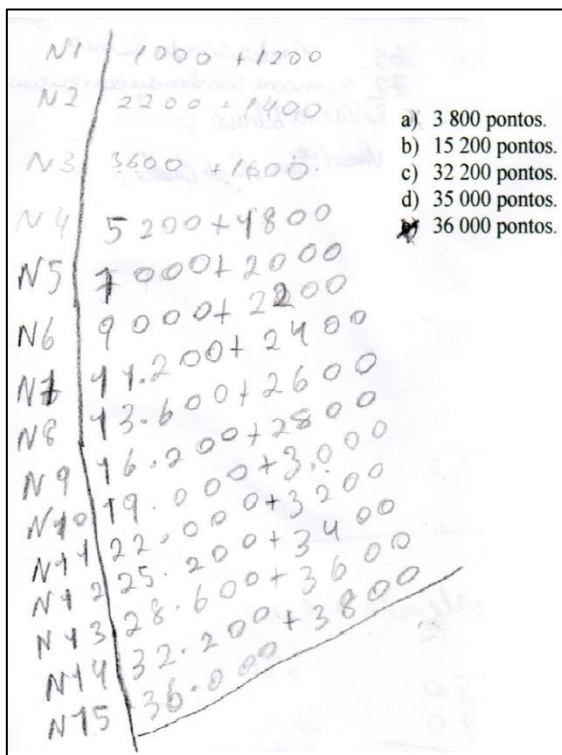 N1 1000 +1200
N2 2200 + 1400
N3 3600 +1600.
N4 5200+1800
N5 7000+2000
N6 9000+2200
N7 11.200+2400
N8 13.600+2600
N9 16.200+2800
N10 19.000+3.000
N11 22.000+3200
N12 25.200+3400
N13 28.600+3600
N14 32.200+3800
N15 36.000
a) 3 800 pontos.
b) 15 200 pontos.
c) 32 200 pontos.
d) 35 000 pontos.
e) 36 000 pontos.